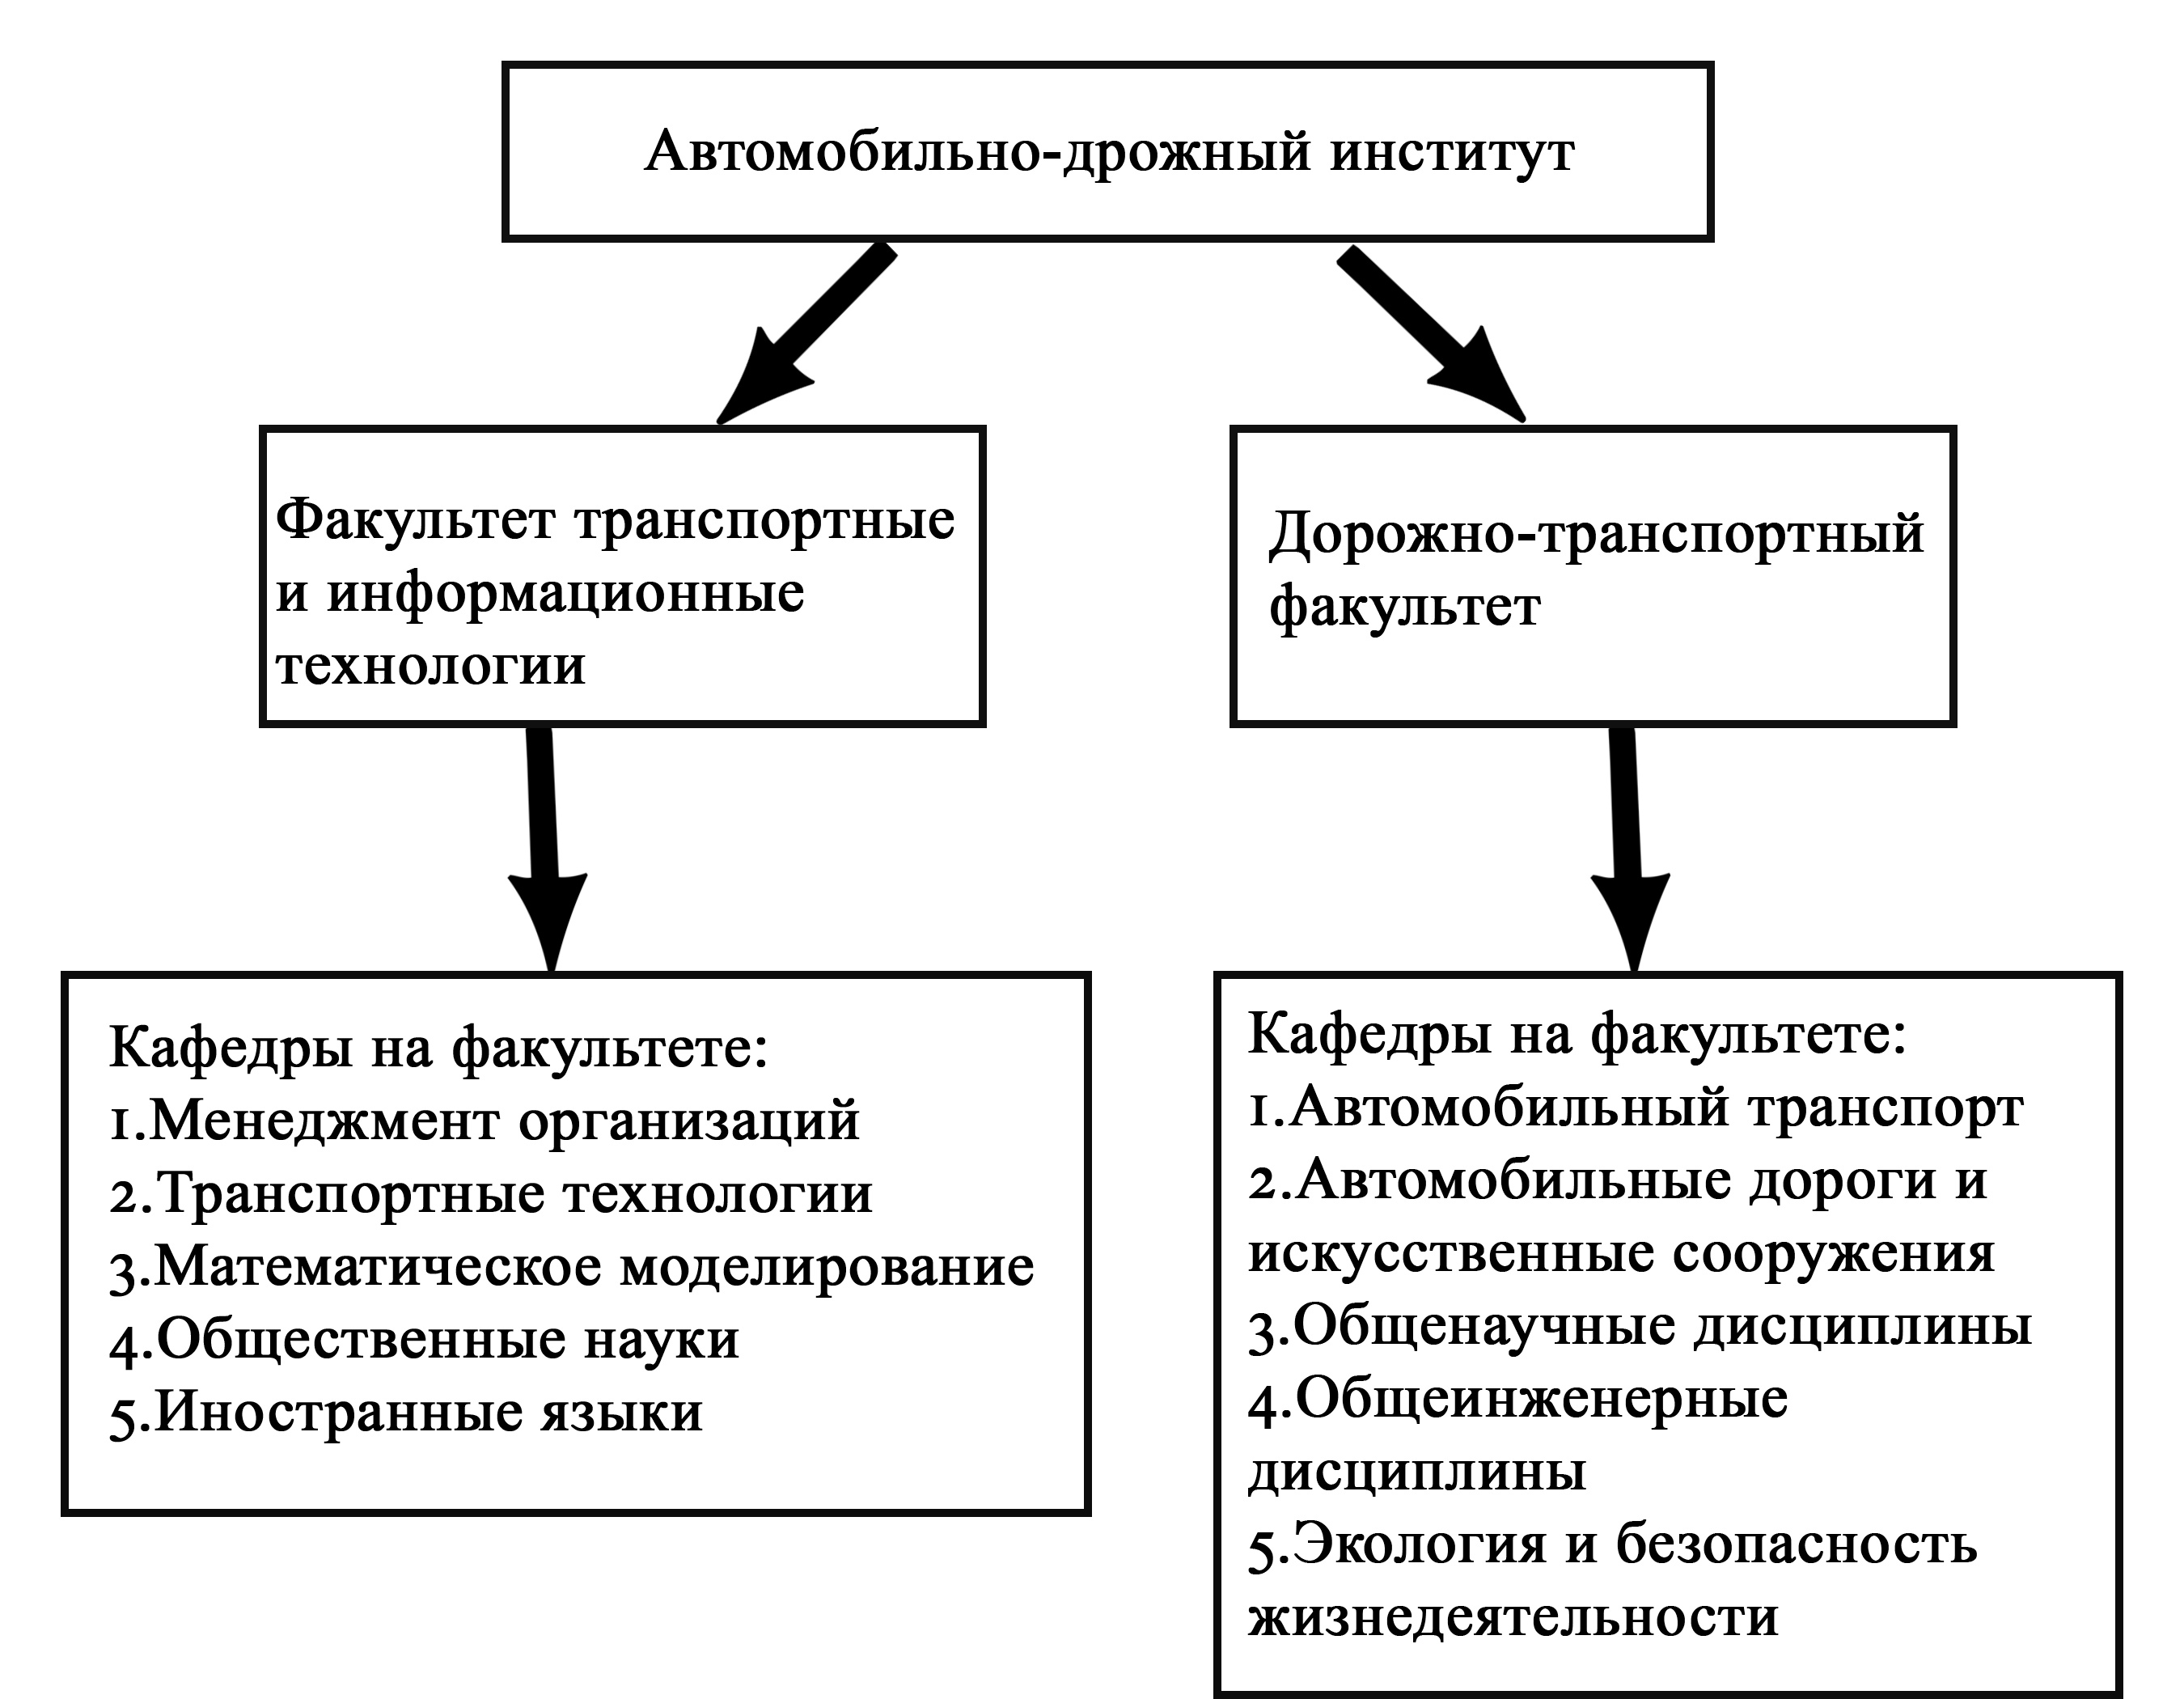 Автомобильно-дрожный институт
Факультет транспортные
и информационные
технологии
Дорожно-транспортный
факультет
Кафедры на факультете:
1.Менеджмент организаций
2.Транспортные технологии
3.Математическое моделирование
4.Общественные науки
5.Иностранные языки
Кафедры на факультете:
1.Автомобильный транспорт
2.Автомобильные дороги и
искусственные сооружения
3.Общенаучные дисциплины
4.Общеинженерные
дисциплины
5.Экология и безопасность
жизнедеятельности